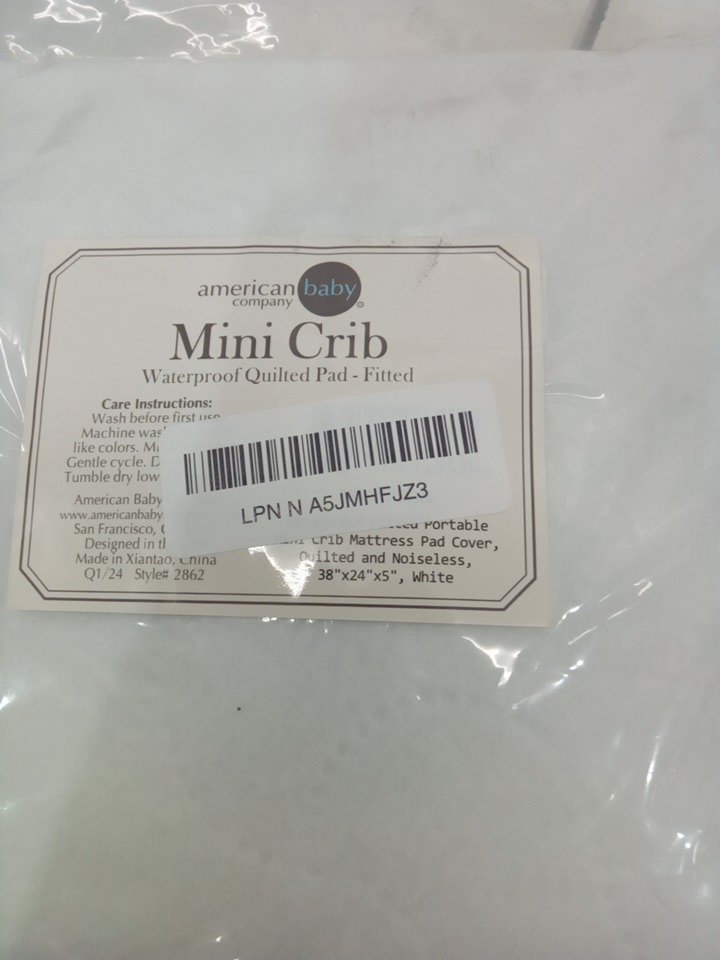 american baby
company ®
Mini Crib
Waterproof Quilted Pad - Fitted
Care Instructions:
Wash before first use
Machine
like colors.
Gentle cycle.
Tumble dry low
American Baby
www.americanbaby
San Francisco,
Designed in
Made in Xiantao, China
Q1/24 Style# 2862
LPN N A5JMHFJZ3
Portable
Crib Mattress Pad Cover,
Quilted and Noiseless,
38"x24"x5", White